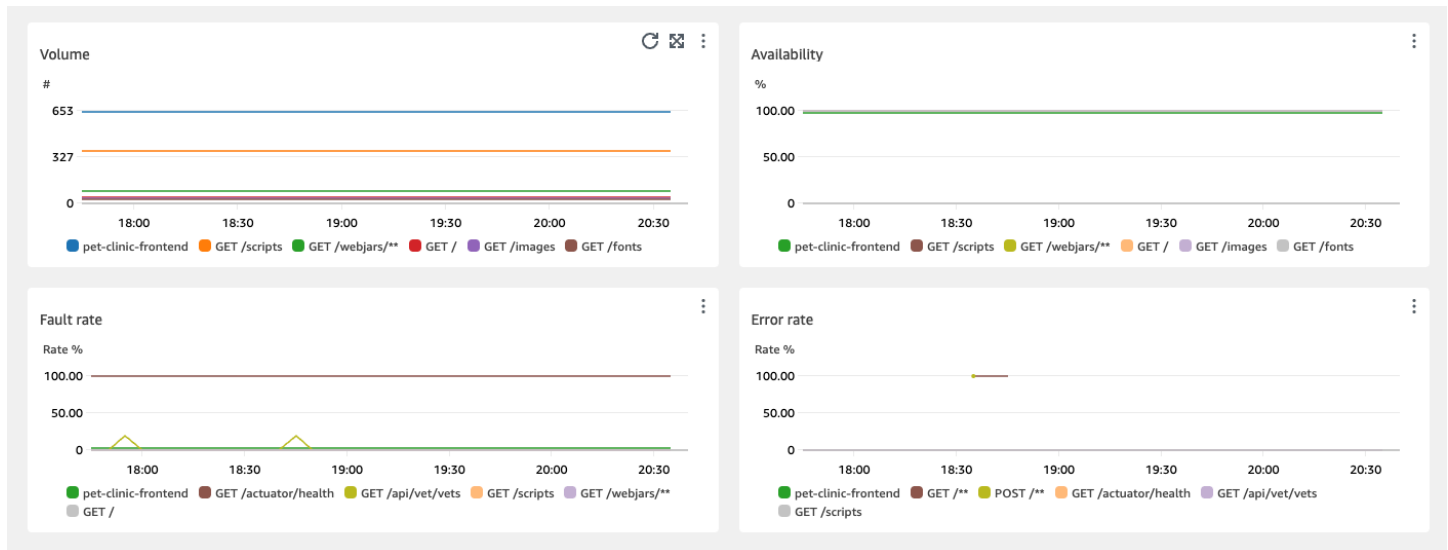 Volume
#
653
327
0
18:00 18:30 19:00 19:30 20:00 20:30
pet-clinic-frontend GET /scripts GET /webjars/** GET / GET /images GET /fonts
Availability
%
100.00
50.00
0
18:00 18:30 19:00 19:30 20:00 20:30
pet-clinic-frontend GET /scripts GET /webjars/** GET / GET /images GET /fonts
Fault rate
Rate %
100.00
50.00
0
18:00 18:30 19:00 19:30 20:00 20:30
pet-clinic-frontend GET /actuator/health GET /api/vet/vets GET /scripts GET /webjars/**
GET /
Error rate
Rate %
100.00
50.00
0
18:00 18:30 19:00 19:30 20:00 20:30
pet-clinic-frontend GET /** POST /** GET /actuator/health GET /api/vet/vets
GET /scripts